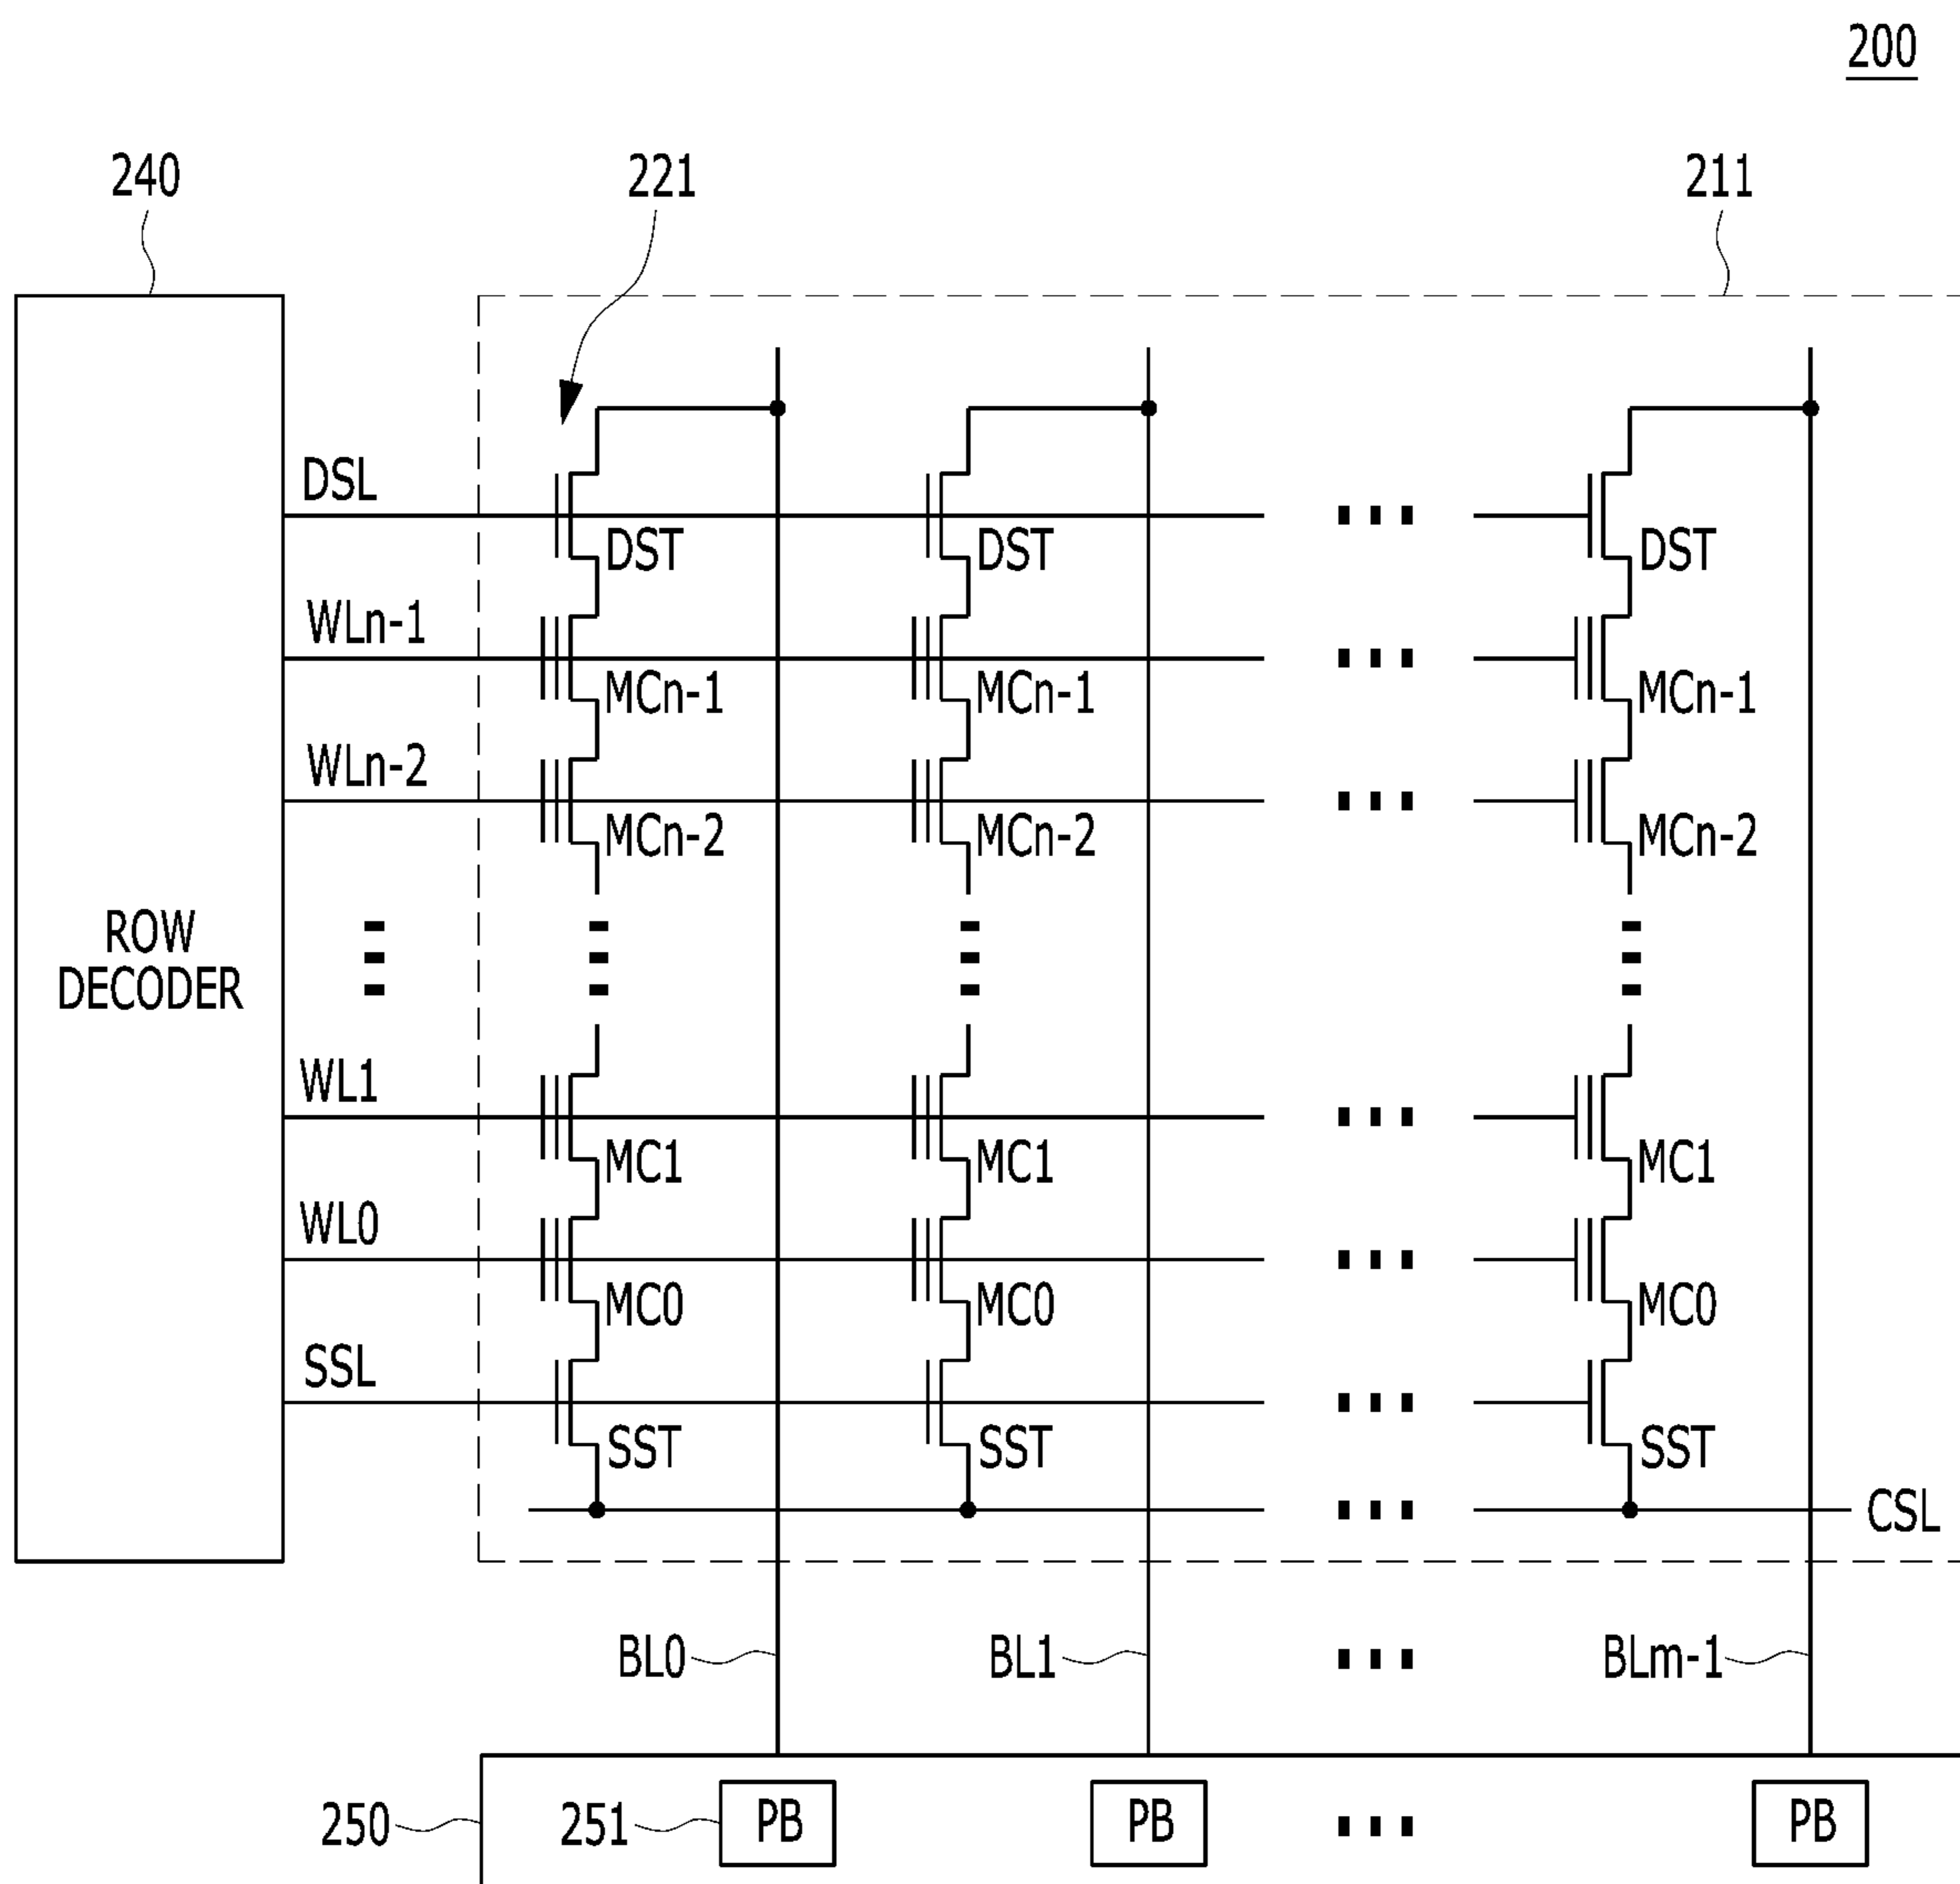 200
240 221 211
DSL
DST DST DST
WLn-1
MCn-1 MCn-1 MCn-1
WLn-2
MCn-2 MCn-2 MCn-2
ROW
DECODER
WL1
MC1 MC1 MC1
WL0
MC0 MC0 MC0
SSL
SST SST SST
CSL
BL0 BL1 BLm-1
250 251 PB PB PB